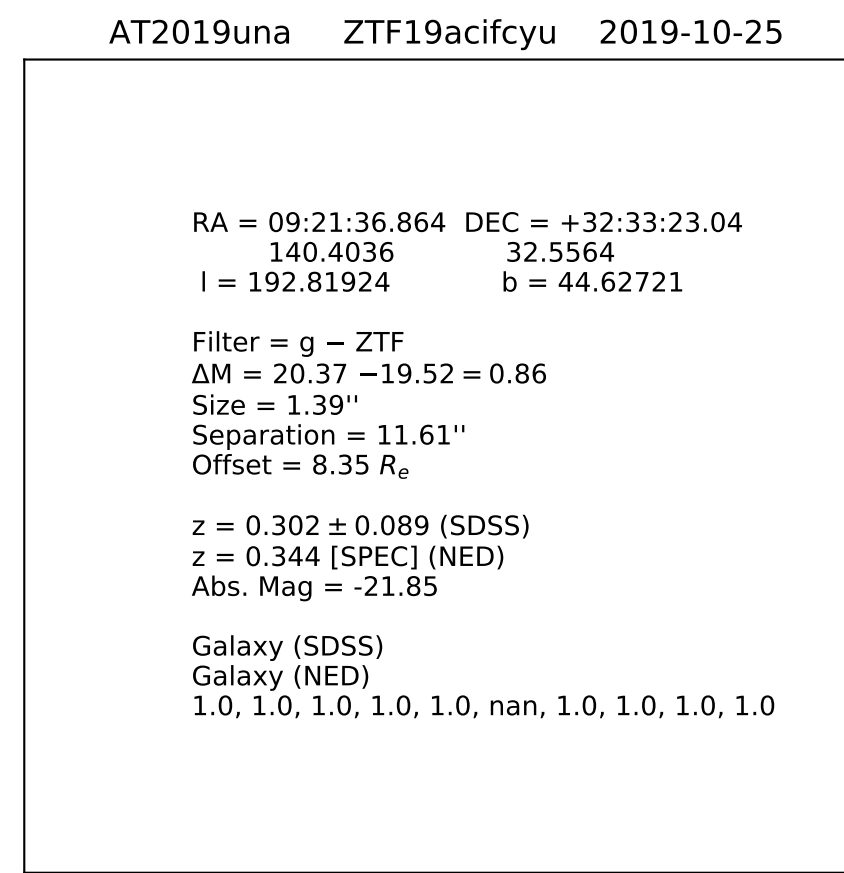 AT2019una ZTF19acifcyu 2019-10-25
RA = 09:21:36.864 DEC = +32:33:23.04
140.4036 32.5564
l = 192.81924 b = 44.62721
Filter = g − ZTF
ΔM = 20.37 −19.52 = 0.86
Size = 1.39''
Separation = 11.61''
Offset = 8.35 Re
z = 0.302 ± 0.089 (SDSS)
z = 0.344 [SPEC] (NED)
Abs. Mag = -21.85
Galaxy (SDSS)
Galaxy (NED)
1.0, 1.0, 1.0, 1.0, 1.0, nan, 1.0, 1.0, 1.0, 1.0